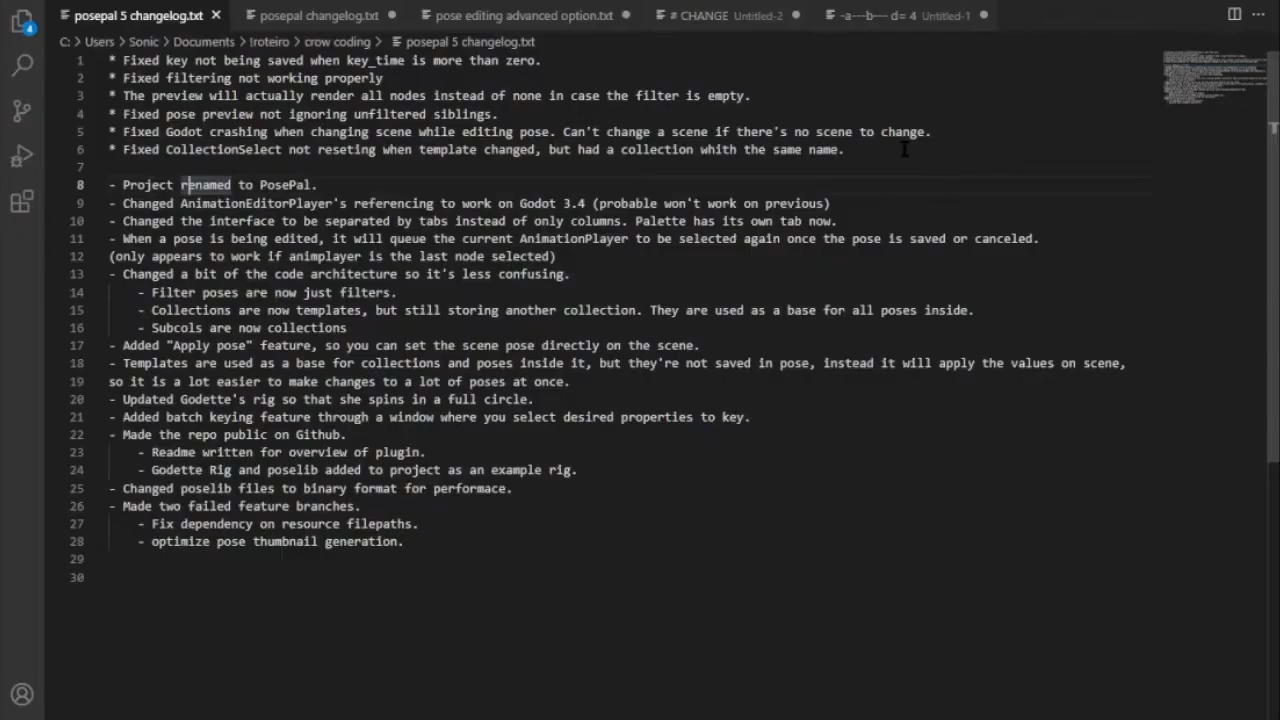 posepal 5 changelog.txt
posepal changelog.txt
pose editing advanced option.txt
# CHANGE Untitled-2
-a---b--- d= 4 Untitled-1
4
C: > Users > Sonic > Documents > Iroteiro > crow coding > posepal 5 changelog.txt
1 * Fixed key not being saved when key_time is more than zero.
2 * Fixed filtering not working properly
3 * The preview will actually render all nodes instead of none in case the filter is empty.
4 * Fixed pose preview not ignoring unfiltered siblings.
5 * Fixed Godot crashing when changing scene while editing pose. Can't change a scene if there's no scene to change.
6 * Fixed CollectionSelect not reseting when template changed, but had a collection whith the same name.
7
8 - Project renamed to PosePal.
9 - Changed AnimationEditorPlayer's referencing to work on Godot 3.4 (probable won't work on previous)
10 - Changed the interface to be separated by tabs instead of only columns. Palette has its own tab now.
11 - When a pose is being edited, it will queue the current AnimationPlayer to be selected again once the pose is saved or canceled.
12 (only appears to work if animplayer is the last node selected)
13 - Changed a bit of the code architecture so it's less confusing.
14 - Filter poses are now just filters.
15 - Collections are now templates, but still storing another collection. They are used as a base for all poses inside.
16 - Subcols are now collections
17 - Added "Apply pose" feature, so you can set the scene pose directly on the scene.
18 - Templates are used as a base for collections and poses inside it, but they're not saved in pose, instead it will apply the values on scene,
19 so it is a lot easier to make changes to a lot of poses at once.
20 - Updated Godette's rig so that she spins in a full circle.
21 - Added batch keying feature through a window where you select desired properties to key.
22 - Made the repo public on Github.
23 - Readme written for overview of plugin.
24 - Godette Rig and poselib added to project as an example rig.
25 - Changed poselib files to binary format for performace.
26 - Made two failed feature branches.
27 - Fix dependency on resource filepaths.
28 - optimize pose thumbnail generation.
29
30